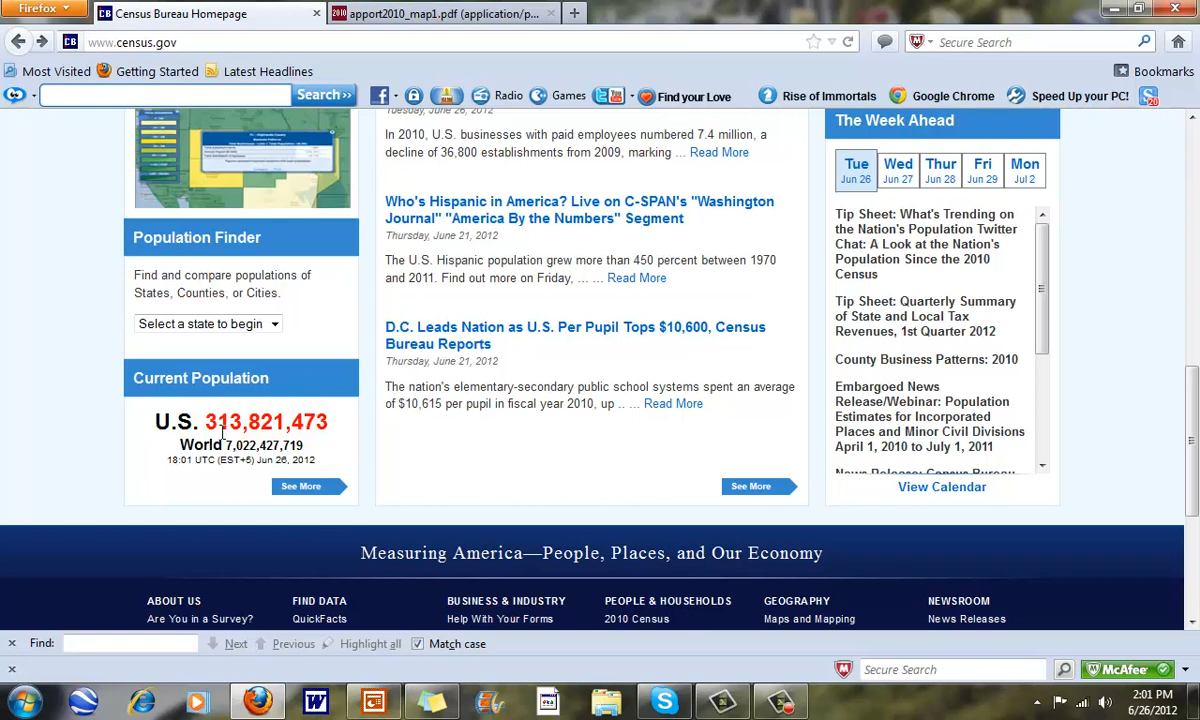 Firefox
Census Bureau Homepage
apport2010_map1.pdf (application/p...
www.census.gov
Secure Search
Most Visited
Getting Started
Latest Headlines
Bookmarks
Search>>
Radio
Games
Find your Love
Rise of Immortals
Google Chrome
Speed Up your PC!
20
Tuesday, June 26, 2012
In 2010, U.S. businesses with paid employees numbered 7.4 million, a
decline of 36,800 establishments from 2009, marking ... Read More
Who's Hispanic in America? Live on C-SPAN's "Washington
Journal" "America By the Numbers" Segment
Thursday, June 21, 2012
The U.S. Hispanic population grew more than 450 percent between 1970
and 2011. Find out more on Friday, ... ... Read More
D.C. Leads Nation as U.S. Per Pupil Tops $10,600, Census
Bureau Reports
Thursday, June 21, 2012
The nation's elementary-secondary public school systems spent an average
of $10,615 per pupil in fiscal year 2010, up .. ... Read More
See More
Population Finder
Find and compare populations of
States, Counties, or Cities.
Select a state to begin
Current Population
U.S. 313,821,473
World 7,022,427,719
18:01 UTC (EST+5) Jun 26, 2012
See More
The Week Ahead
Tue Wed Thur Fri Mon
Jun 26 Jun 27 Jun 28 Jun 29 Jul 2
Tip Sheet: What's Trending on
the Nation's Population Twitter
Chat: A Look at the Nation's
Population Since the 2010
Census
Tip Sheet: Quarterly Summary
of State and Local Tax
Revenues, 1st Quarter 2012
County Business Patterns: 2010
Embargoed News
Release/Webinar: Population
Estimates for Incorporated
Places and Minor Civil Divisions
April 1, 2010 to July 1, 2011
News Release: Census Bureau
View Calendar
Measuring America—People, Places, and Our Economy
ABOUT US
Are You in a Survey?
FIND DATA
QuickFacts
BUSINESS & INDUSTRY
Help With Your Forms
PEOPLE & HOUSEHOLDS
2010 Census
GEOGRAPHY
Maps and Mapping
NEWSROOM
News Releases
Find:
Next
Previous
Highlight all
Match case
Secure Search
McAfee
2:01 PM
6/26/2012